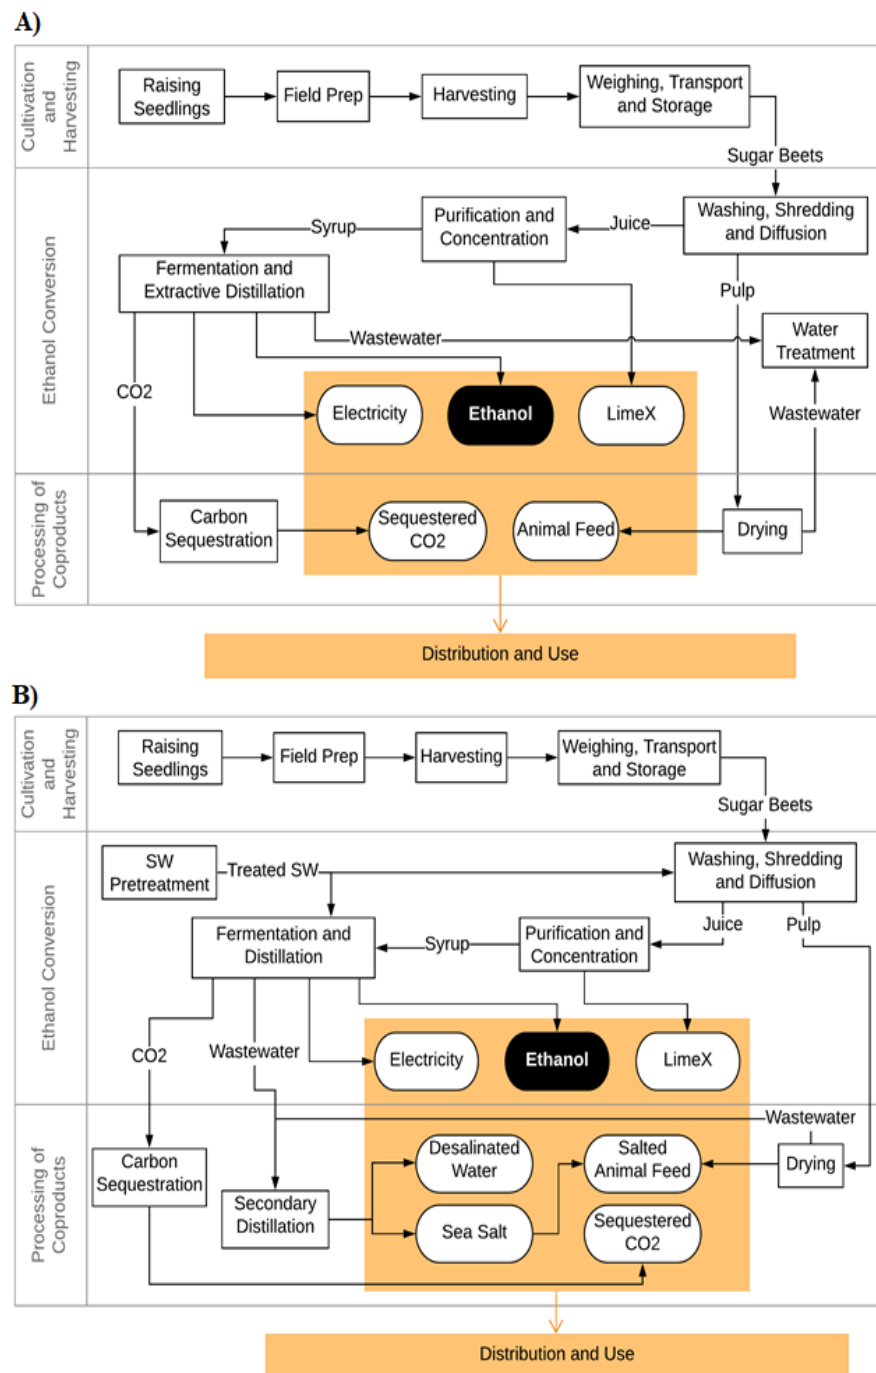 A)
Cultivation
and
Harvesting
Raising
Seedlings
Field Prep
Harvesting
Weighing, Transport
and Storage
Sugar Beets
Ethanol Conversion
Washing, Shredding
and Diffusion
Juice
Purification and
Concentration
Syrup
Fermentation and
Extractive Distillation
Pulp
Wastewater
Water
Treatment
CO2
Electricity
Ethanol
LimeX
Wastewater
Processing of
Coproducts
Carbon
Sequestration
Sequestered
CO2
Animal Feed
Drying
Distribution and Use
B)
Cultivation
and
Harvesting
Raising
Seedlings
Field Prep
Harvesting
Weighing, Transport
and Storage
Sugar Beets
Ethanol Conversion
SW
Pretreatment
Treated SW
Washing, Shredding
and Diffusion
Juice
Pulp
Fermentation and
Distillation
Syrup
Purification and
Concentration
CO2
Wastewater
Electricity
Ethanol
LimeX
Processing of
Coproducts
Wastewater
Carbon
Sequestration
Secondary
Distillation
Desalinated
Water
Salted
Animal Feed
Drying
Sea Salt
Sequestered
CO2
Distribution and Use